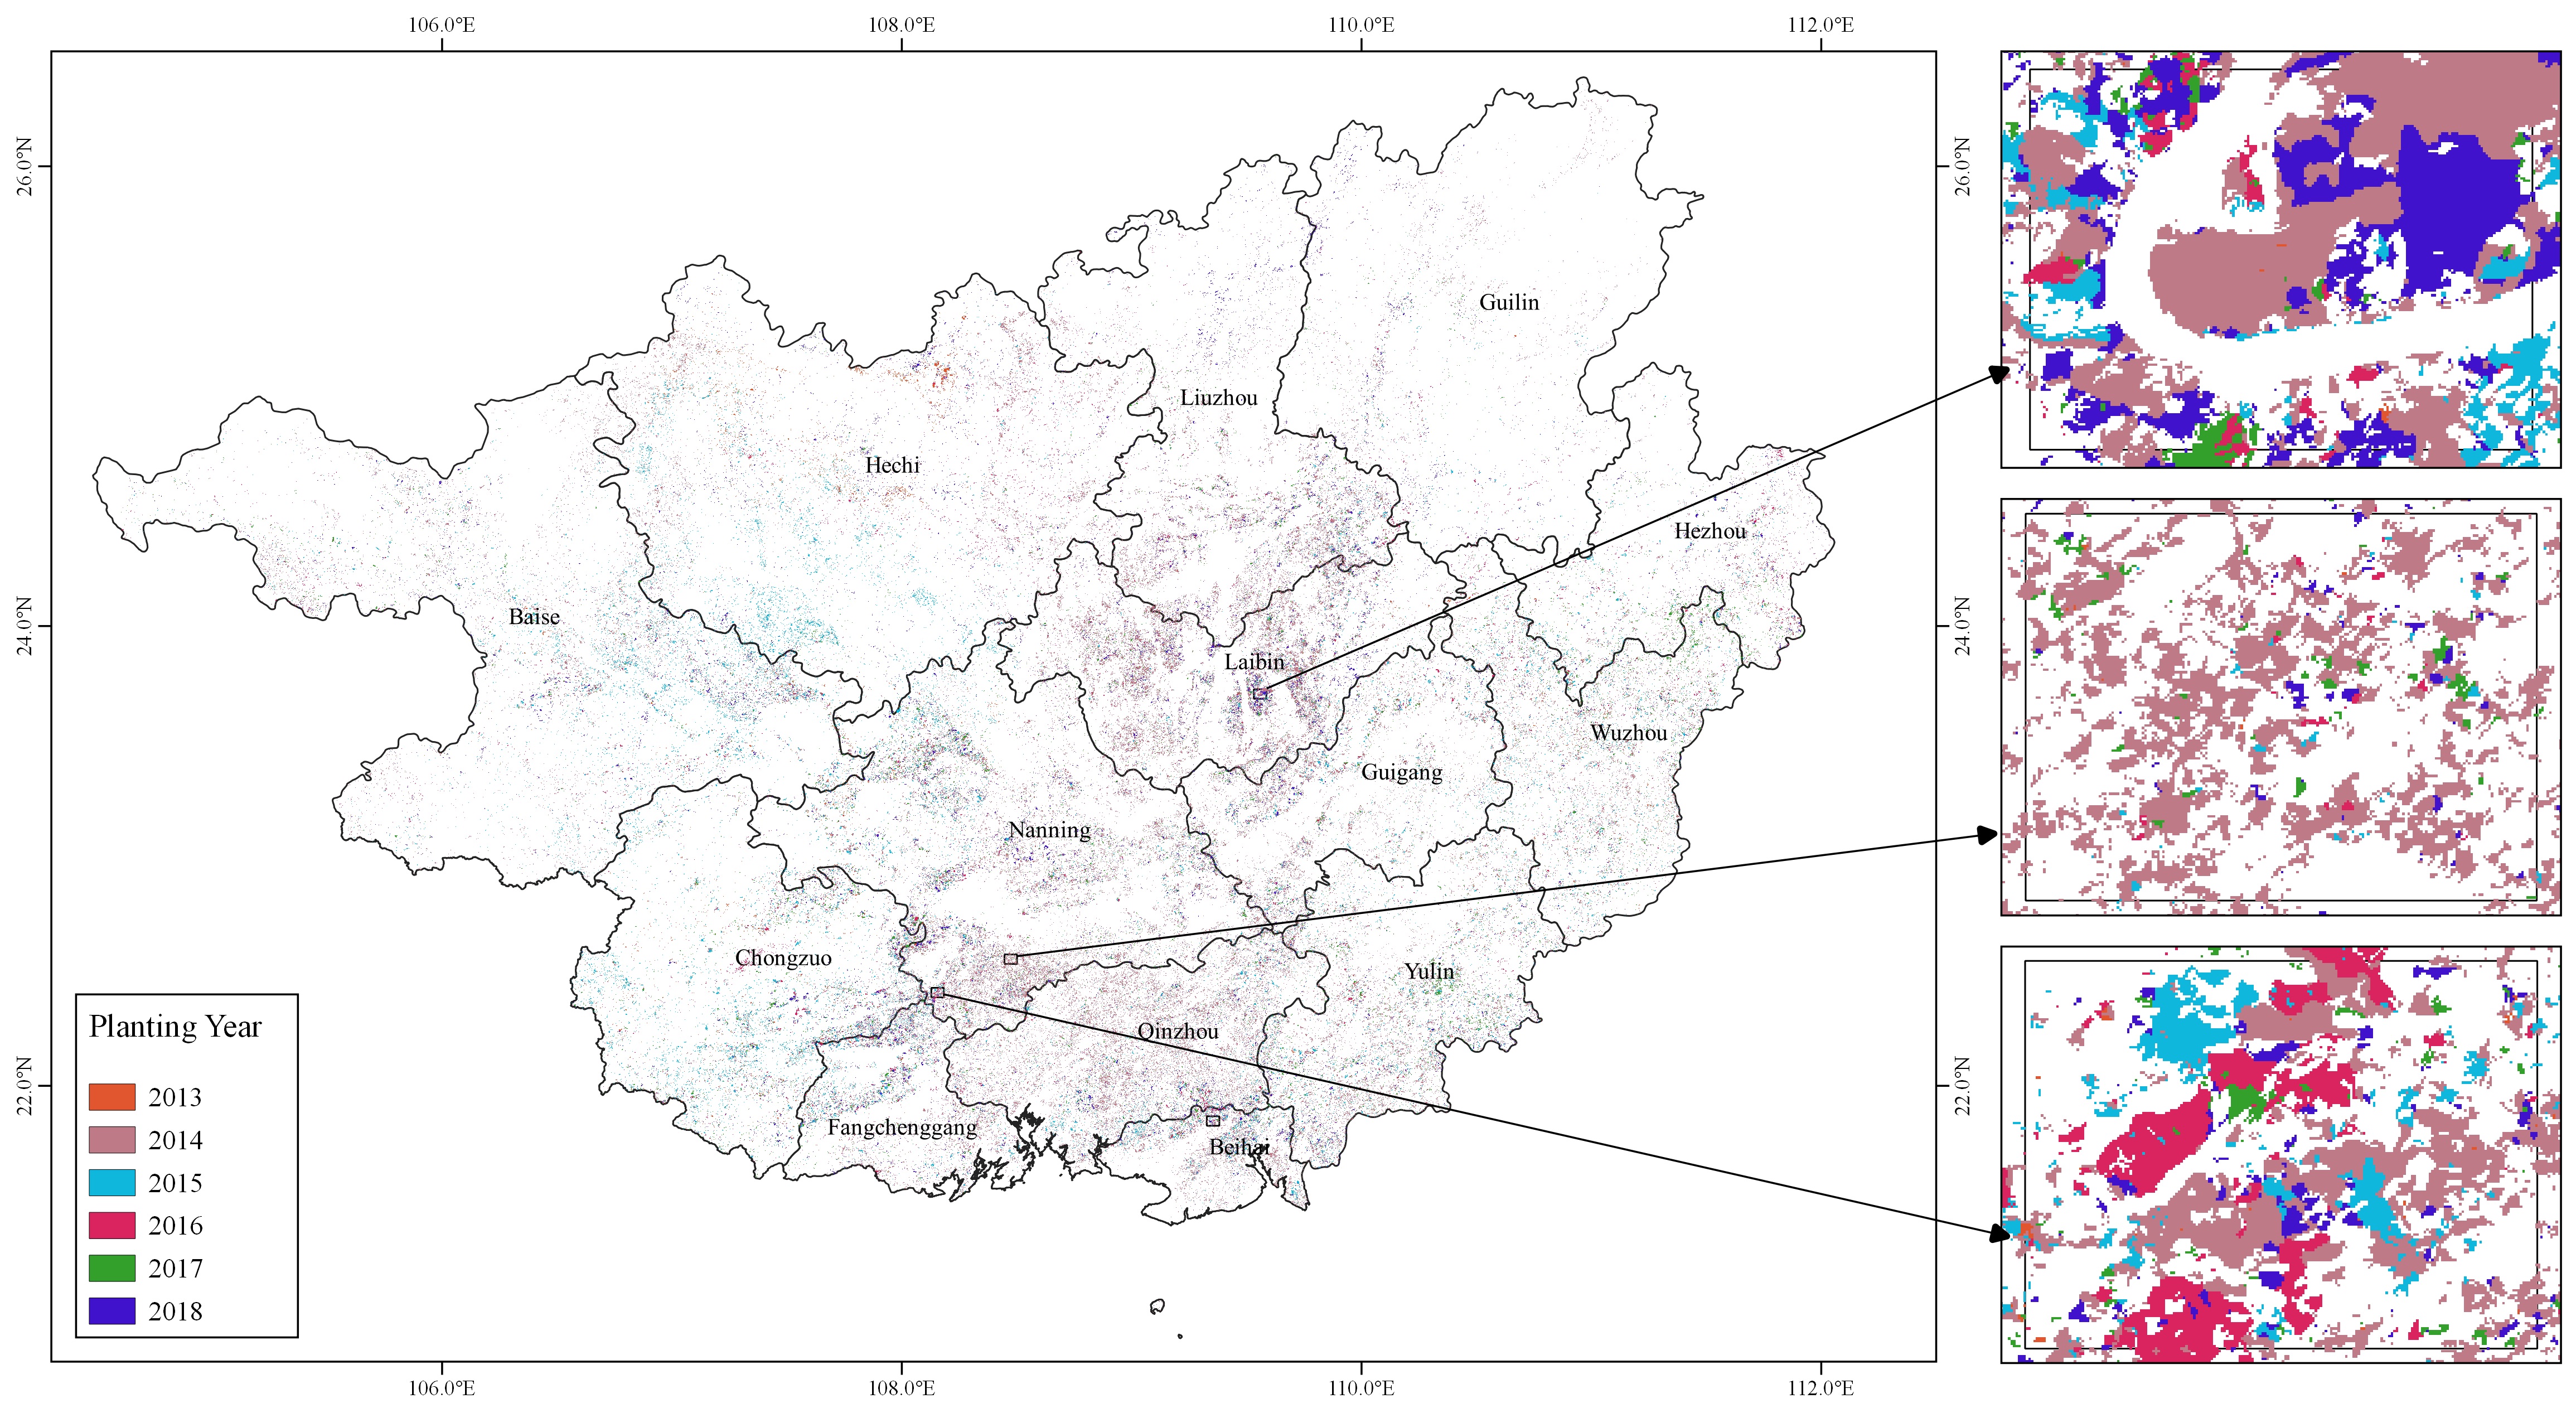 106.0°E 108.0°E 110.0°E 112.0°E
26.0°N 26.0°N
Guilin
Liuzhou
Hechi
Hezhou
24.0°N 24.0°N
Baise
Laibin
Wuzhou
Guigang
Nanning
Chongzuo
Yulin
Qinzhou
22.0°N 22.0°N
Fangchenggang
Beihai
Planting Year
2013
2014
2015
2016
2017
2018
106.0°E 108.0°E 110.0°E 112.0°E